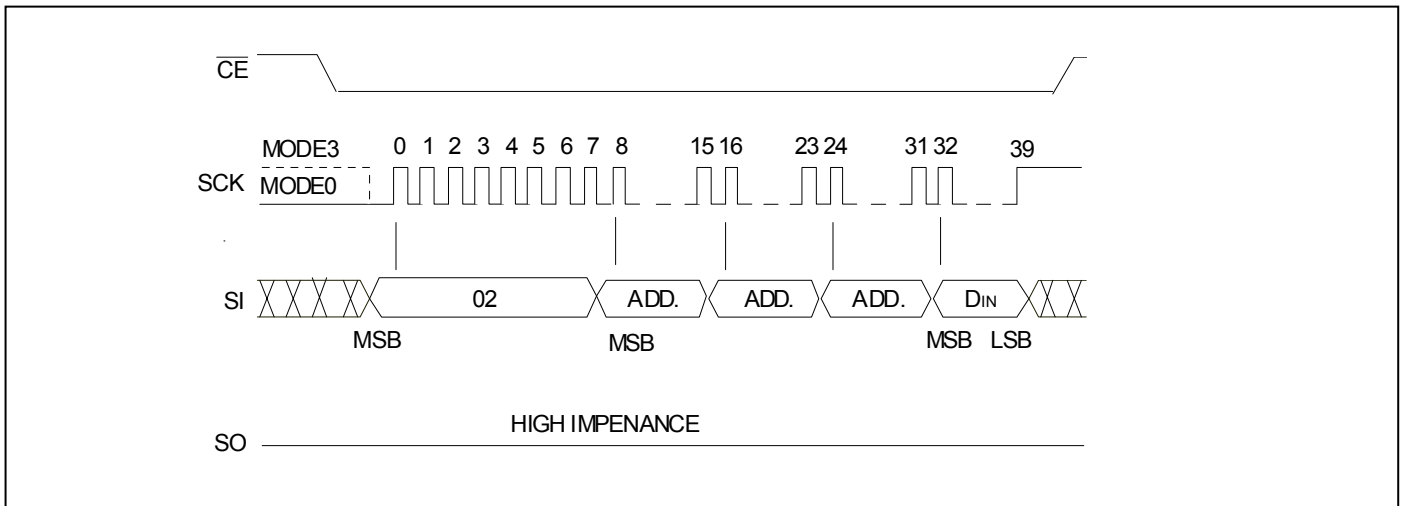 CE
MODE3 0 1 2 3 4 5 6 7 8 15 16 23 24 31 32 39
SCK MODE0
SI 02 ADD. ADD. ADD. DIN
MSB MSB MSB LSB
HIGH IMPENANCE
SO